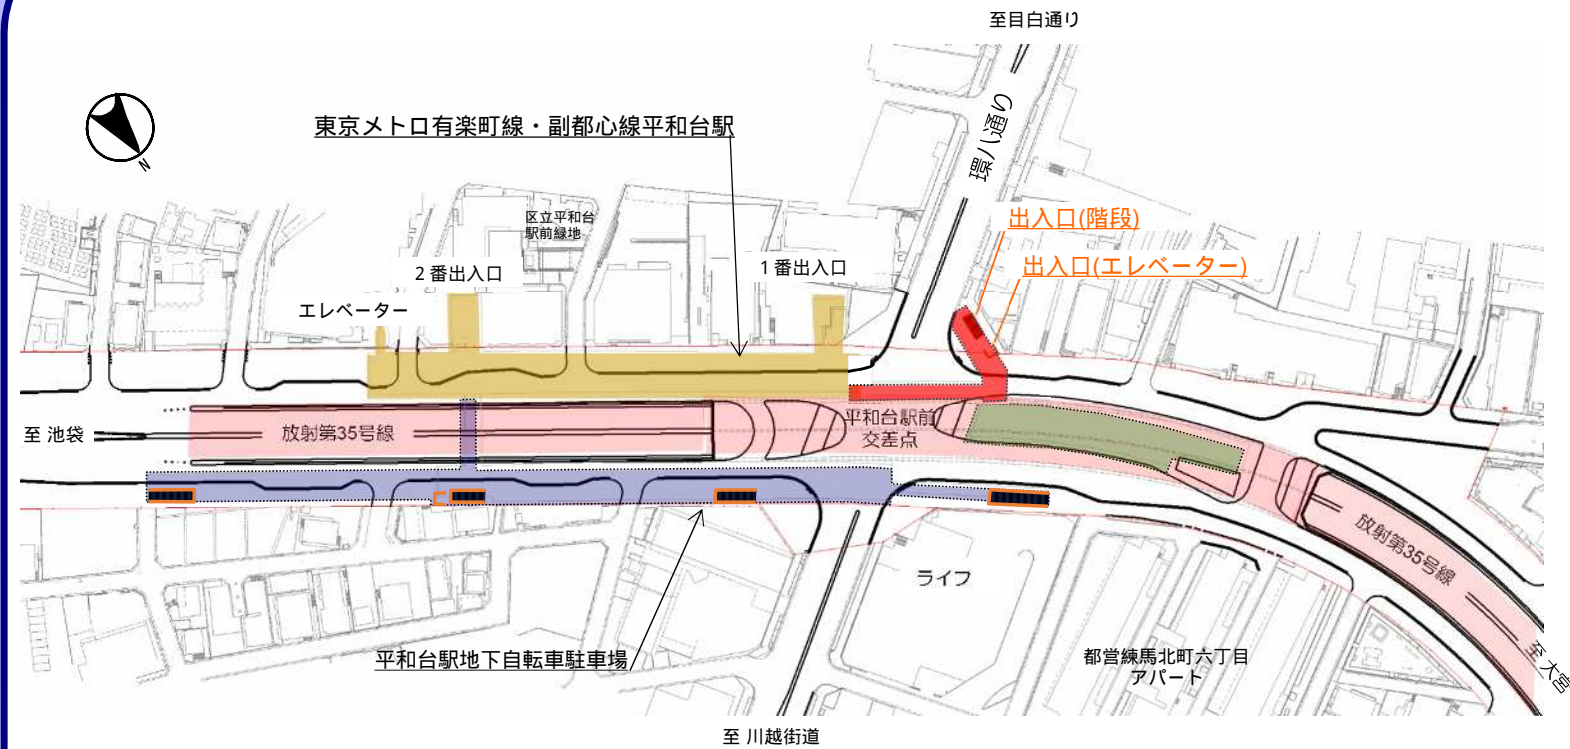 至目白通り
環八通り
東京メトロ有楽町線・副都心線平和台駅
N
区立平和台
駅前緑地
出入口(階段)
出入口(エレベーター)
2番出入口
1番出入口
エレベーター
至 池袋
放射第35号線
平和台駅前
交差点
放射第35号線
ライフ
平和台駅地下自転車駐車場
都営練馬北町六丁目
アパート
至 大宮
至 川越街道